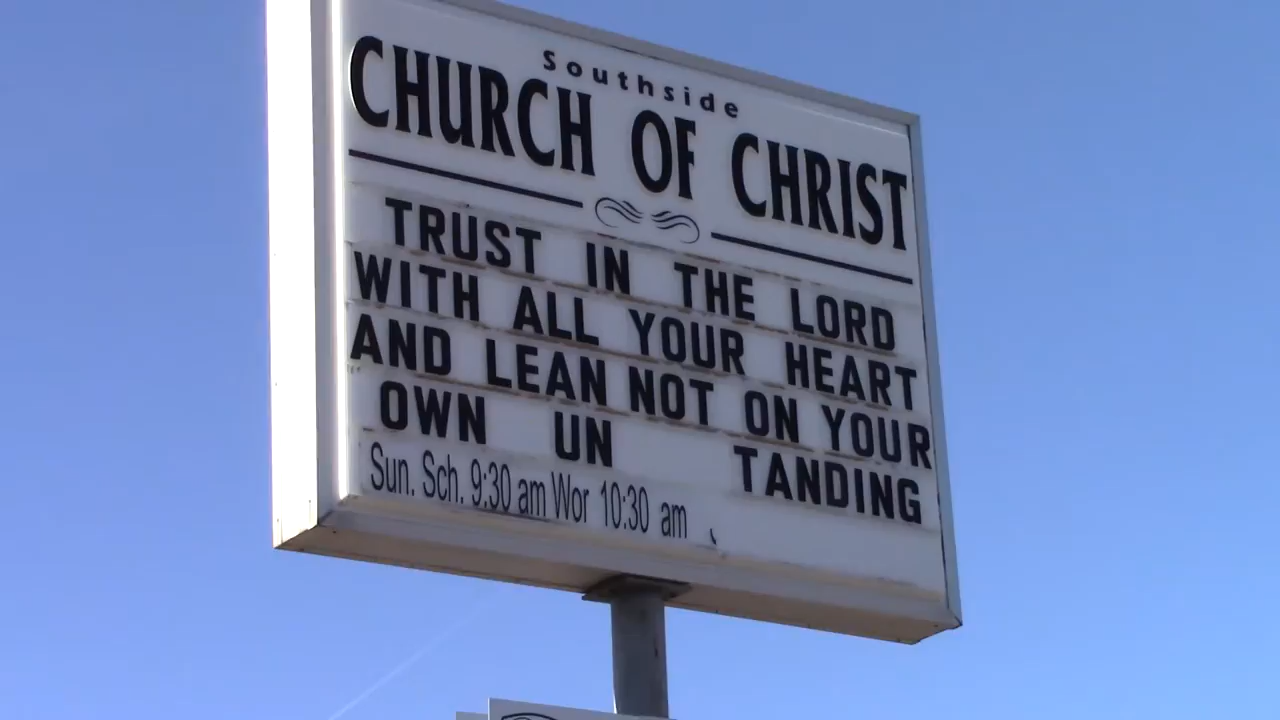 Southside
CHURCH OF CHRIST
TRUST IN THE LORD
WITH ALL YOUR HEART
AND LEAN NOT ON YOUR
OWN UN TANDING
Sun. Sch. 9:30 am Wor 10:30 am